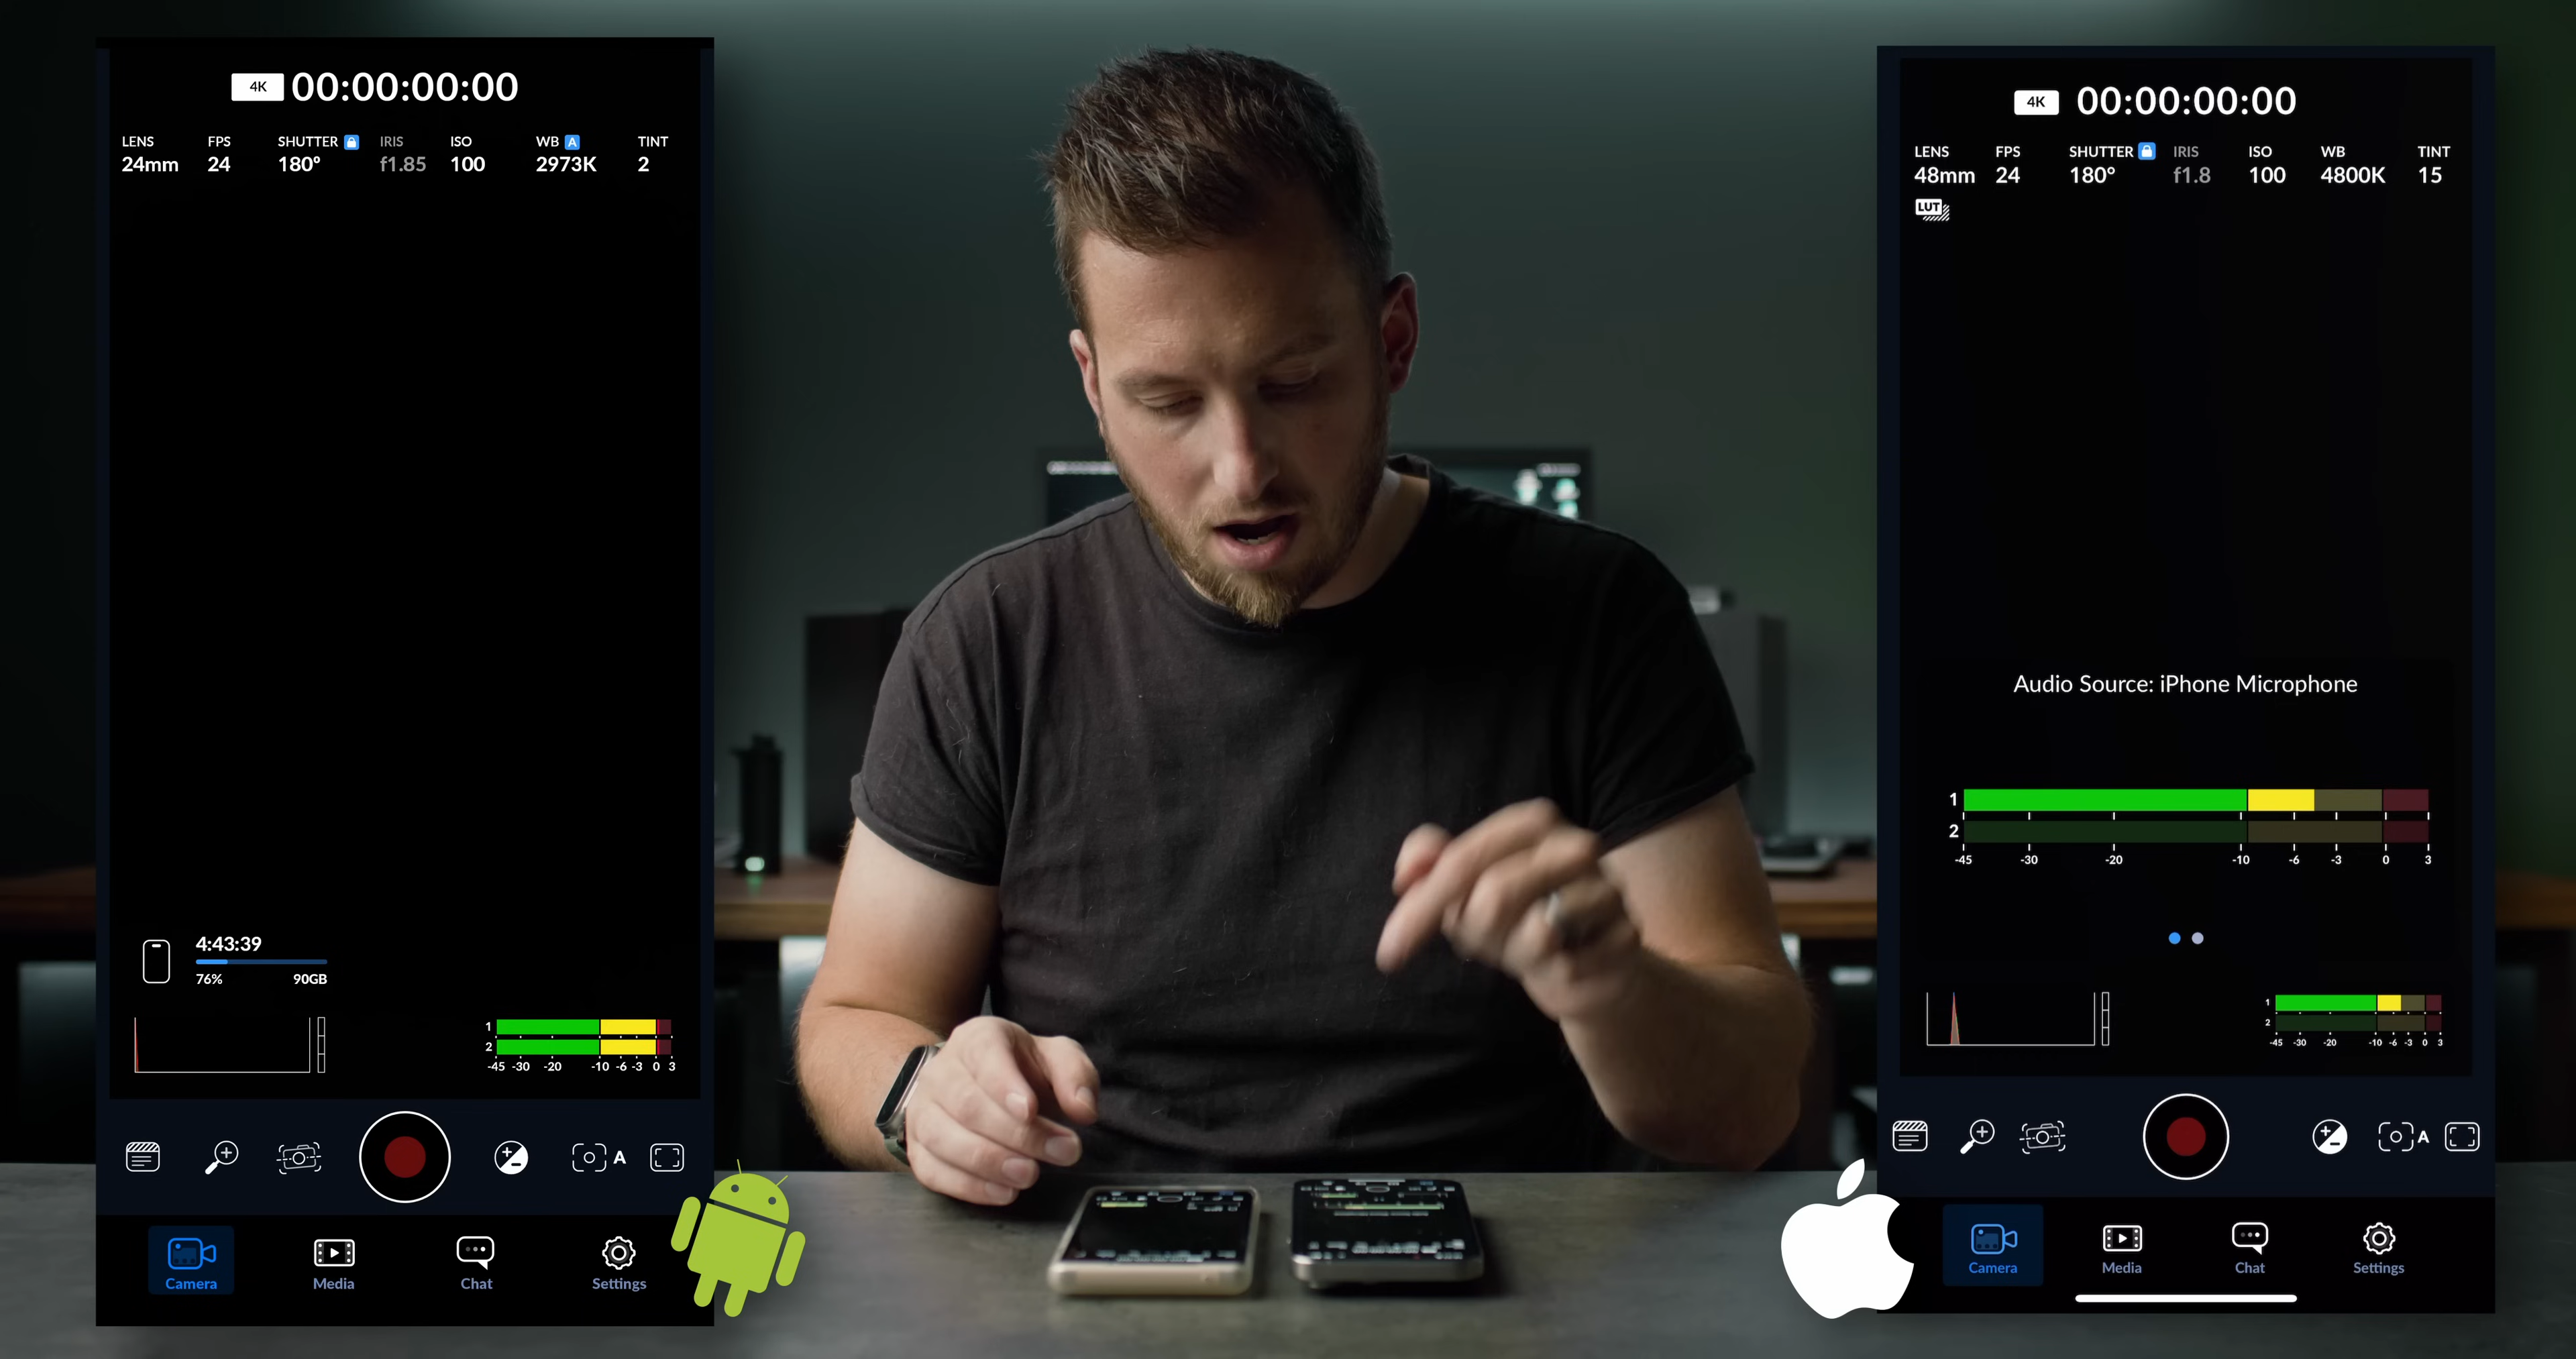 4K 00:00:00:00
LENS FPS SHUTTER IRIS ISO WB A TINT
24mm 24 180° f1.85 100 2973K 2
4:43:39
76% 90GB
1
2
-45 -30 -20 -10 -6 -3 0 3
A
Camera Media Chat Settings
4K 00:00:00:00
LENS FPS SHUTTER IRIS ISO WB TINT
48mm 24 180° f1.8 100 4800K 15
LUT
Audio Source: iPhone Microphone
1
2
-45 -30 -20 -10 -6 -3 0 3
1
2
-45 -30 -20 -10 -6 -3 0 3
A
Camera Media Chat Settings